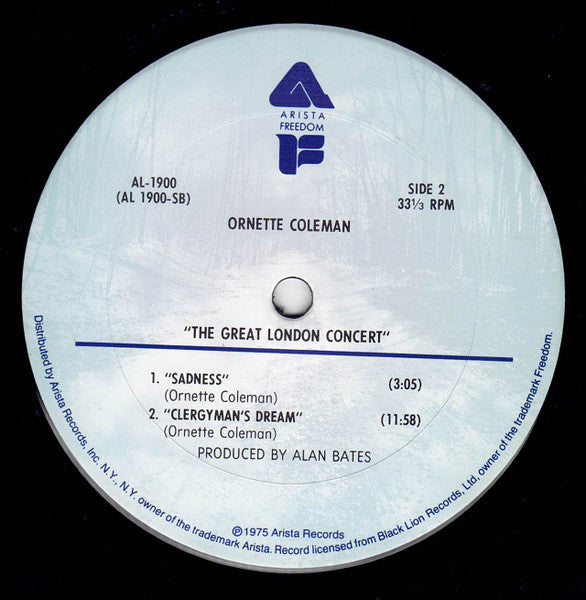 ARISTA
FREEDOM
AL-1900
(AL 1900-SB)
SIDE 2
33⅓ RPM
ORNETTE COLEMAN
"THE GREAT LONDON CONCERT"
1. "SADNESS" (3:05)
(Ornette Coleman)
2. "CLERGYMAN'S DREAM" (11:58)
(Ornette Coleman)
PRODUCED BY ALAN BATES
℗1975 Arista Records
Distributed by Arista Records, Inc. N.Y., N.Y. owner of the trademark Arista. Record licensed from Black Lion Records, Ltd, owner of the trademark Freedom.